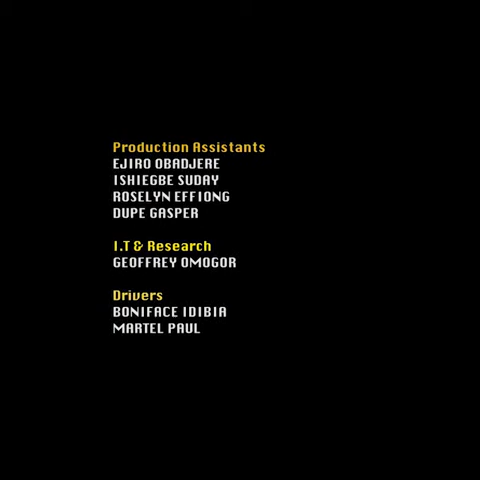 Production Assistants
EJIRO OBADJERE
ISHIEGBE SUDAY
ROSELYN EFFIONG
DUPE GASPER
I.T & Research
GEOFFREY OMOGOR
Drivers
BONIFACE IDIBIA
MARTEL PAUL